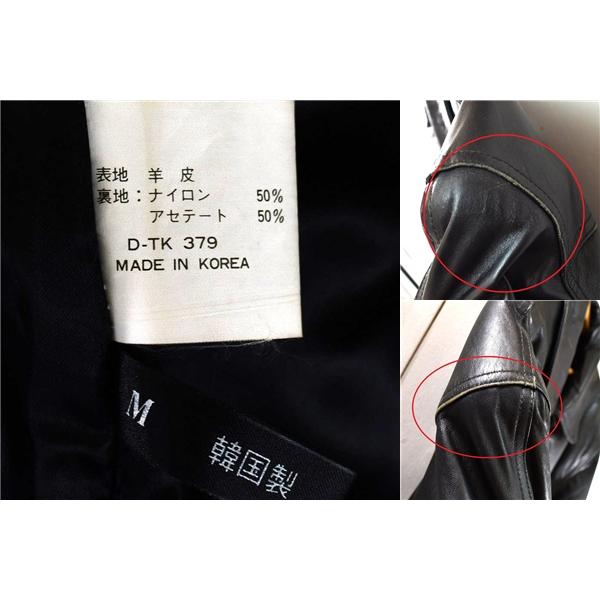 表地 羊 皮
裏地:ナイロン 50%
アセテート 50%
D-TK 379
MADE IN KOREA
M
韓国製